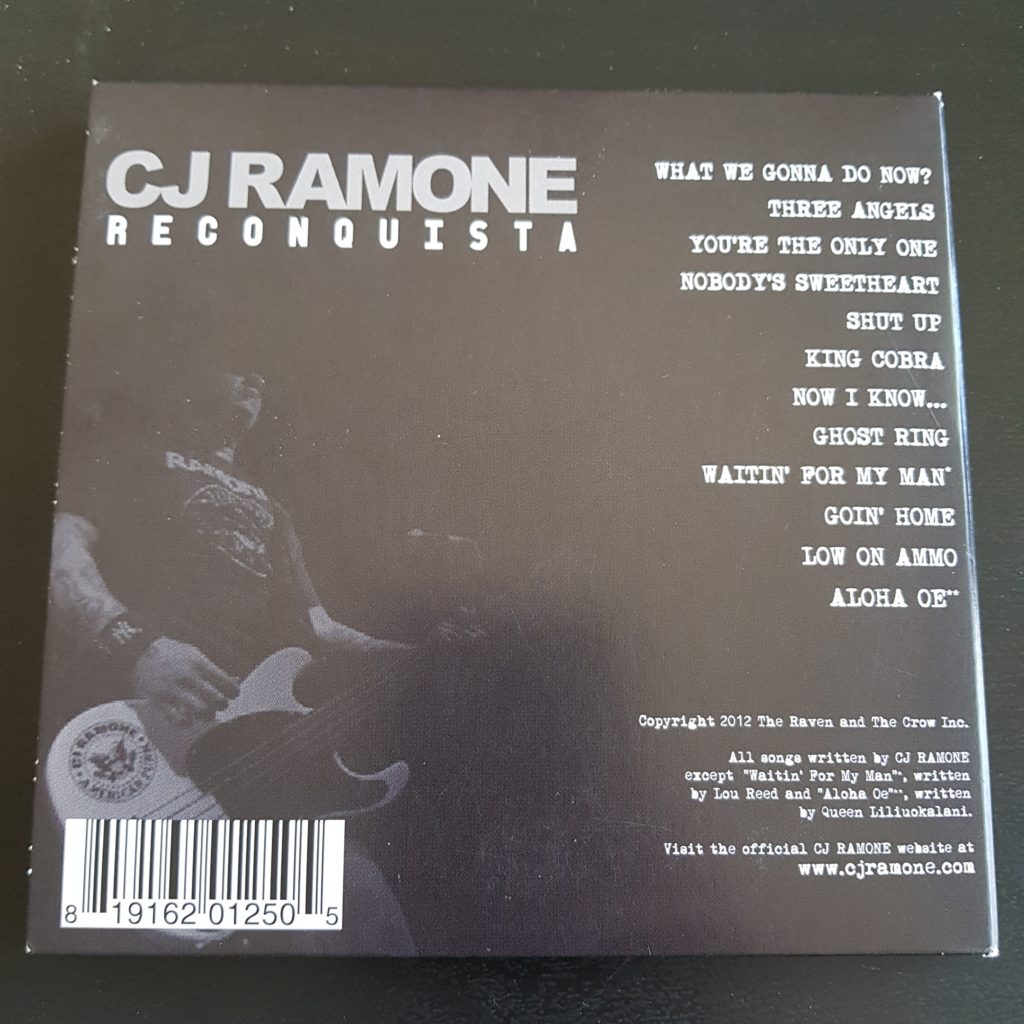 CJ RAMONE
RECONQUISTA
WHAT WE GONNA DO NOW?
THREE ANGELS
YOU'RE THE ONLY ONE
NOBODY'S SWEETHEART
SHUT UP
KING COBRA
NOW I KNOW...
GHOST RING
WAITIN' FOR MY MAN*
GOIN' HOME
LOW ON AMMO
ALOHA OE**
RAMONES
CJ RAMONE
AMERICAN
Copyright 2012 The Raven and The Crow Inc.
All songs written by CJ RAMONE
except "Waitin' For My Man"*, written
by Lou Reed and "Aloha Oe"**, written
by Queen Liliuokalani.
Visit the official CJ RAMONE website at
www.cjramone.com
8 19162 01250 5